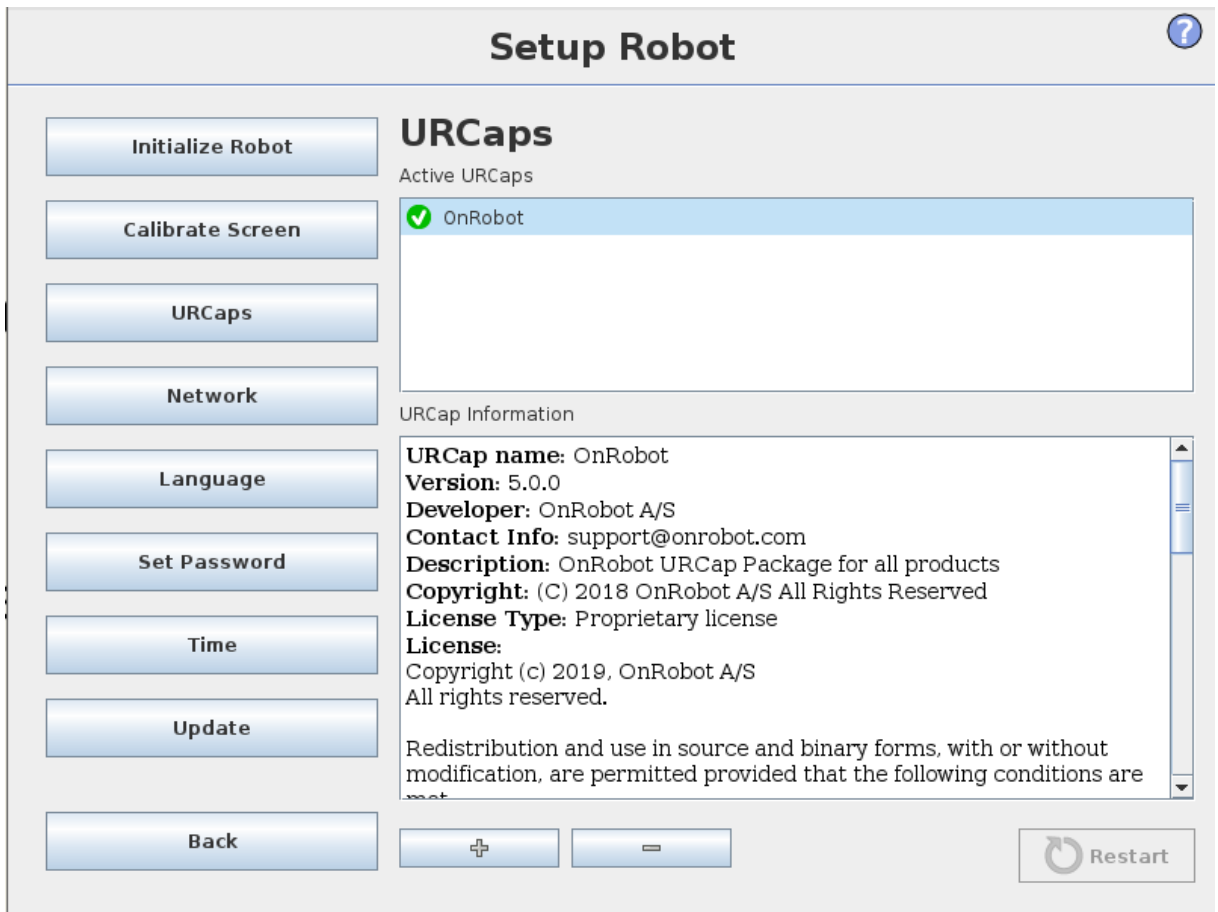 Setup Robot
?
Initialize Robot
Calibrate Screen
URCaps
Network
Language
Set Password
Time
Update
Back
URCaps
Active URCaps
OnRobot
URCap Information
URCap name: OnRobot
Version: 5.0.0
Developer: OnRobot A/S
Contact Info: support@onrobot.com
Description: OnRobot URCap Package for all products
Copyright: (C) 2018 OnRobot A/S All Rights Reserved
License Type: Proprietary license
License:
Copyright (c) 2019, OnRobot A/S
All rights reserved.
Redistribution and use in source and binary forms, with or without
modification, are permitted provided that the following conditions are
Restart